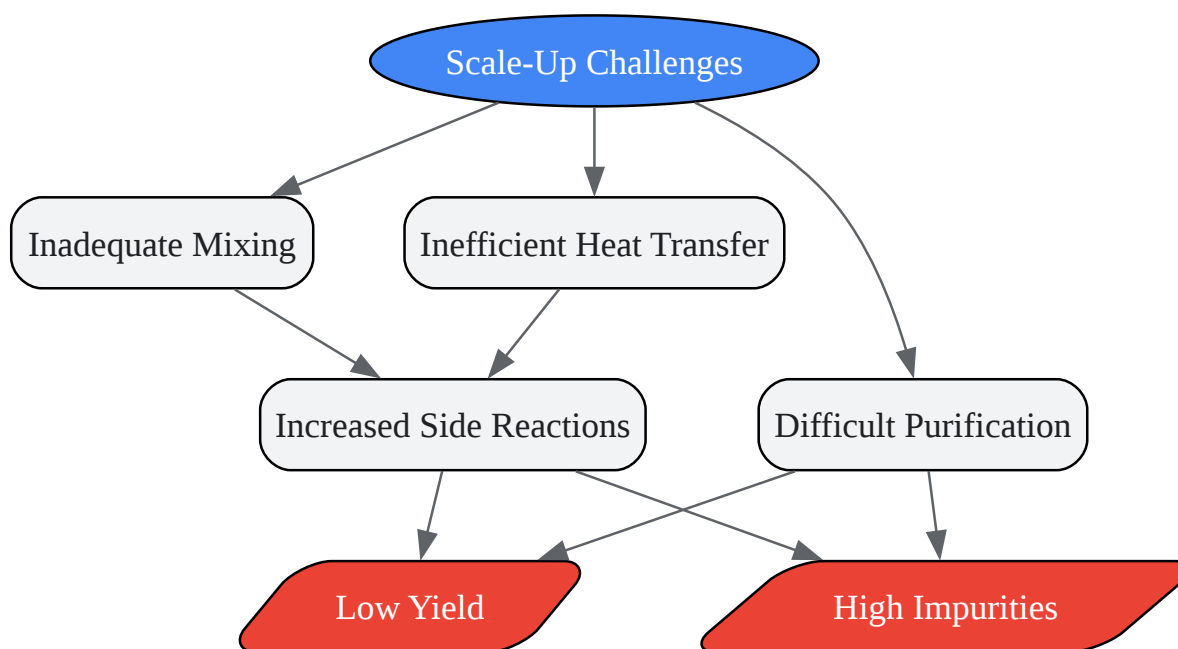 Scale-Up Challenges
Inadequate Mixing
Inefficient Heat Transfer
Increased Side Reactions
Difficult Purification
Low Yield
High Impurities